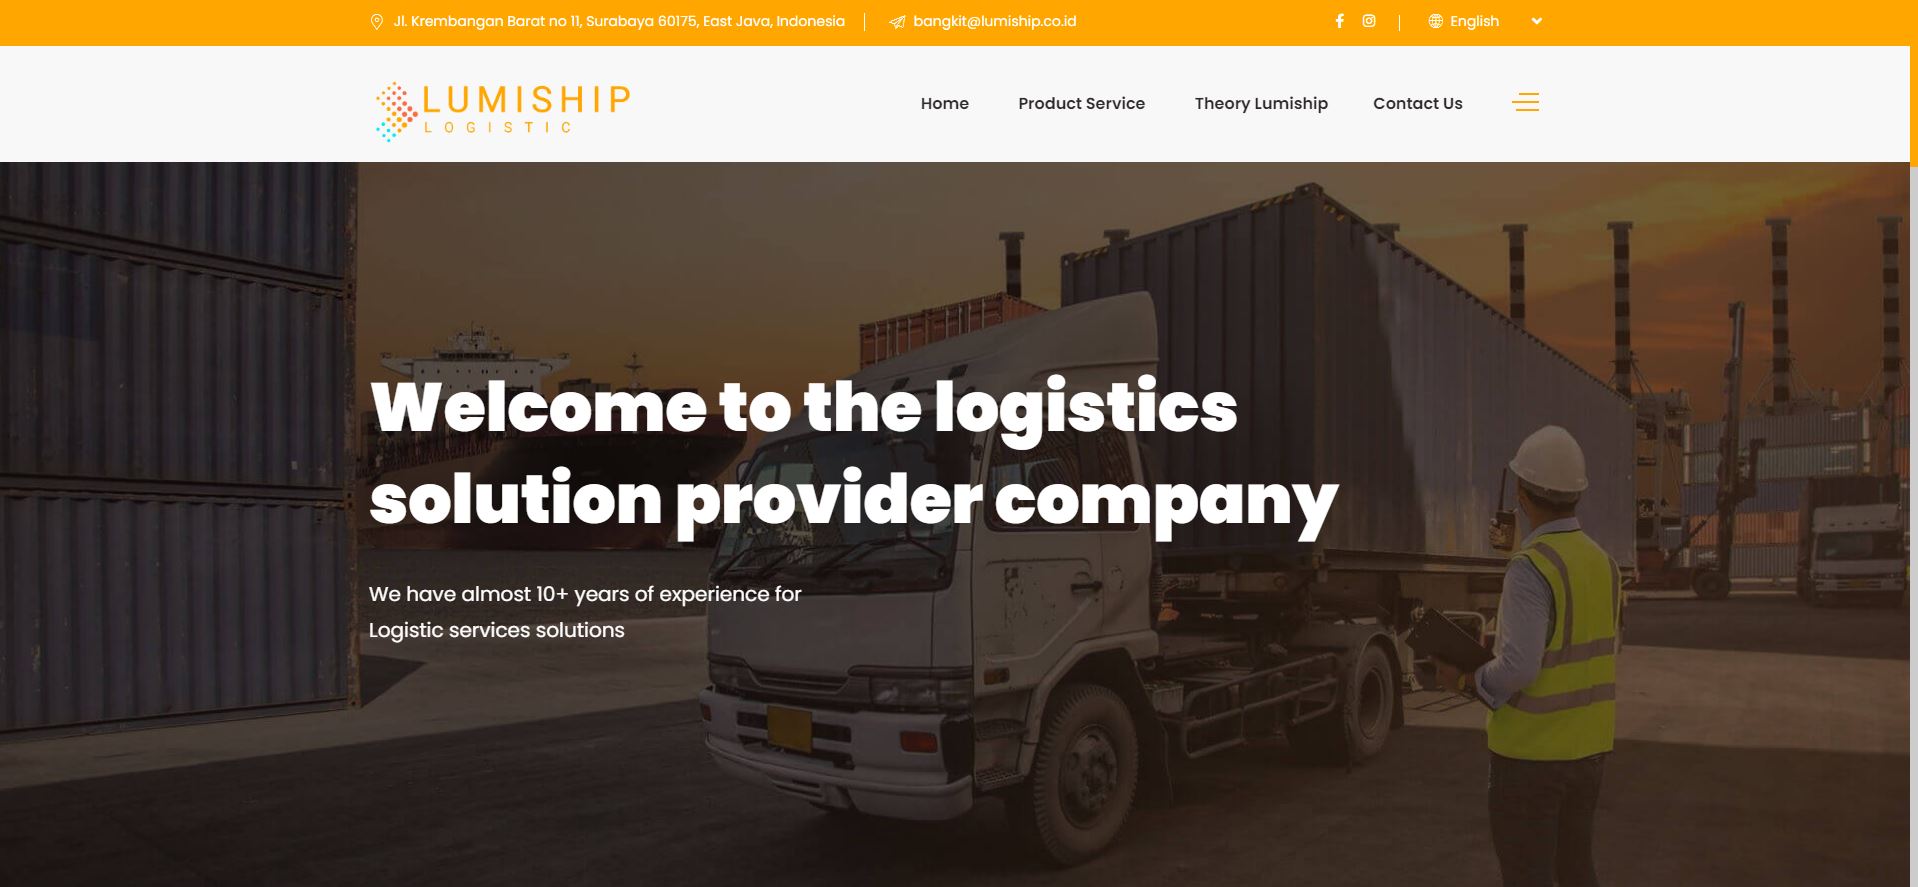 Jl. Krembangan Barat no 11, Surabaya 60175, East Java, Indonesia
bangkit@lumiship.co.id
English
LUMISHIP
LOGISTIC
Home
Product Service
Theory Lumiship
Contact Us
Welcome to the logistics
solution provider company
We have almost 10+ years of experience for
Logistic services solutions